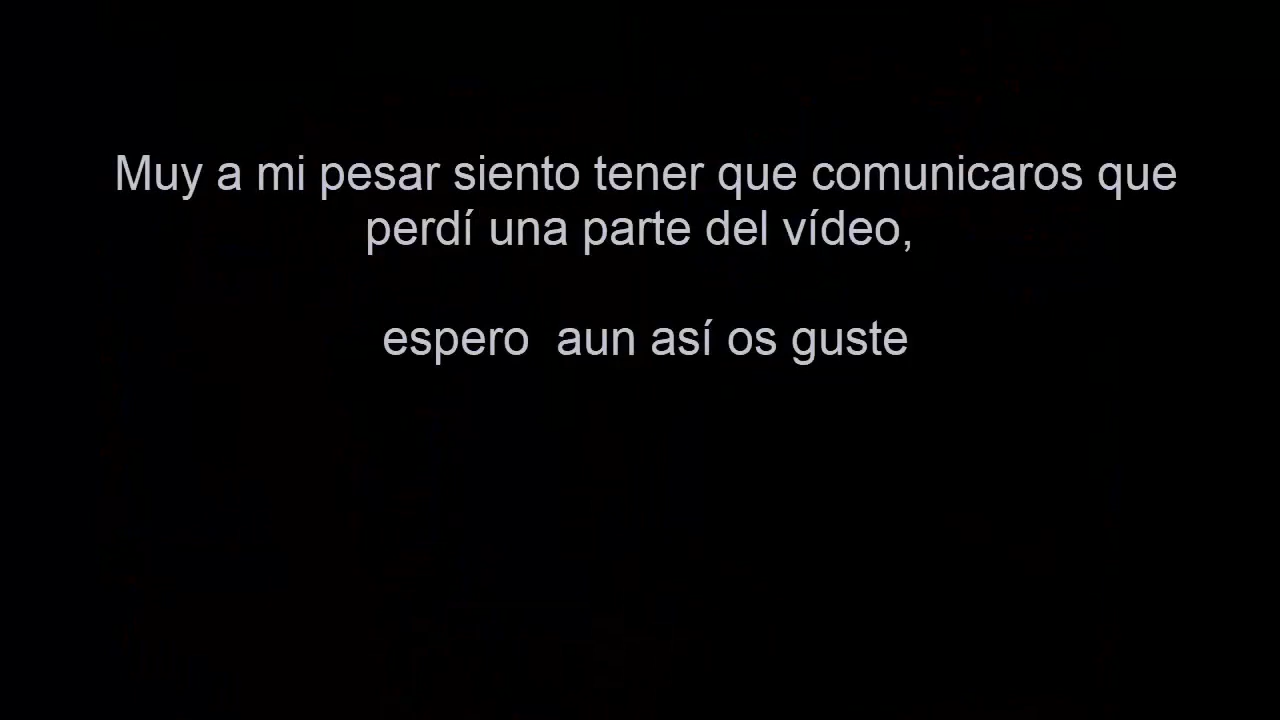 Muy a mi pesar siento tener que comunicaros que
perdí una parte del vídeo,
espero  aun así os guste